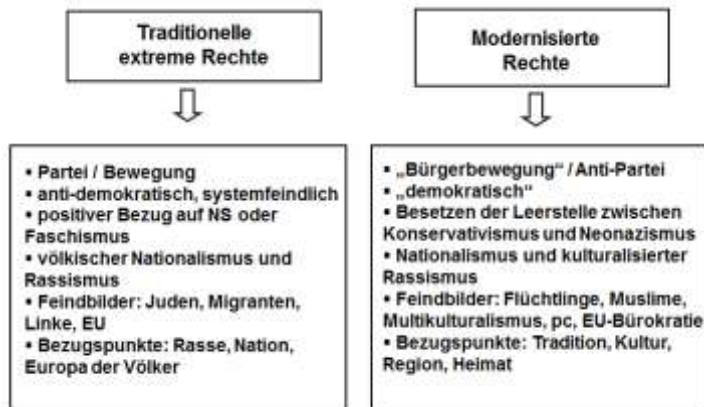 Traditionelle
extreme Rechte
▪ Partei / Bewegung
▪ anti-demokratisch, systemfeindlich
▪ positiver Bezug auf NS oder
Faschismus
▪ völkischer Nationalismus und
Rassismus
▪ Feindbilder: Juden, Migranten,
Linke, EU
▪ Bezugspunkte: Rasse, Nation,
Europa der Völker
Modernisierte
Rechte
▪ „Bürgerbewegung“ / Anti-Partei
▪ „demokratisch“
▪ Besetzen der Leerstelle zwischen
Konservativismus und Neonazismus
▪ Nationalismus und kulturalisierter
Rassismus
▪ Feindbilder: Flüchtlinge, Muslime,
Multikulturalismus, pc, EU-Bürokratie
▪ Bezugspunkte: Tradition, Kultur,
Region, Heimat